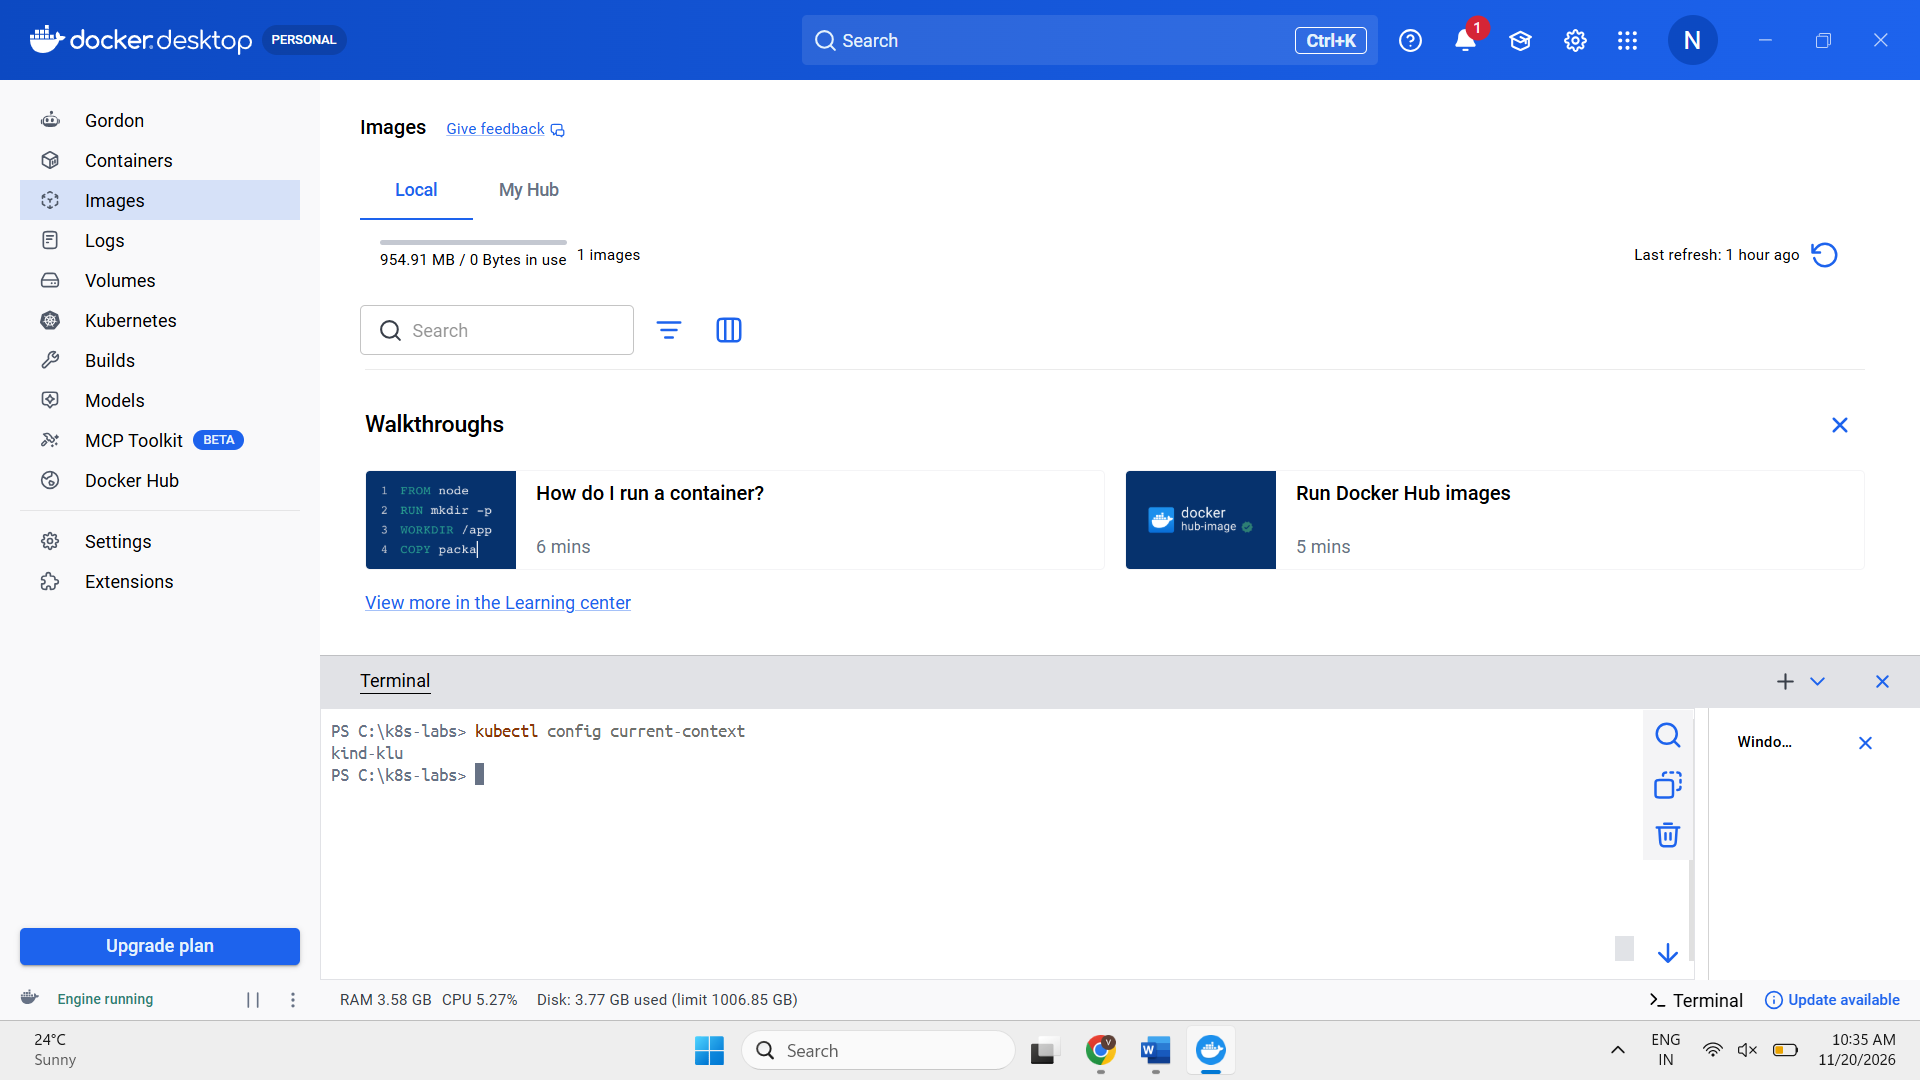 docker.desktop PERSONAL
Search Ctrl+K
1
N
Gordon
Containers
Images
Logs
Volumes
Kubernetes
Builds
Models
MCP Toolkit BETA
Docker Hub
Settings
Extensions
Upgrade plan
Images Give feedback
Local My Hub
954.91 MB / 0 Bytes in use 1 images
Last refresh: 1 hour ago
Search
Walkthroughs
1 FROM node
2 RUN mkdir -p
3 WORKDIR /app
4 COPY packa
How do I run a container?
6 mins
docker
hub-image
Run Docker Hub images
5 mins
View more in the Learning center
Terminal
PS C:\k8s-labs> kubectl config current-context
kind-klu
PS C:\k8s-labs>
Windo...
Engine running
RAM 3.58 GB CPU 5.27% Disk: 3.77 GB used (limit 1006.85 GB)
>_ Terminal
Update available
24°C
Sunny
Search
V
W
ENG
IN
10:35 AM
11/20/2026